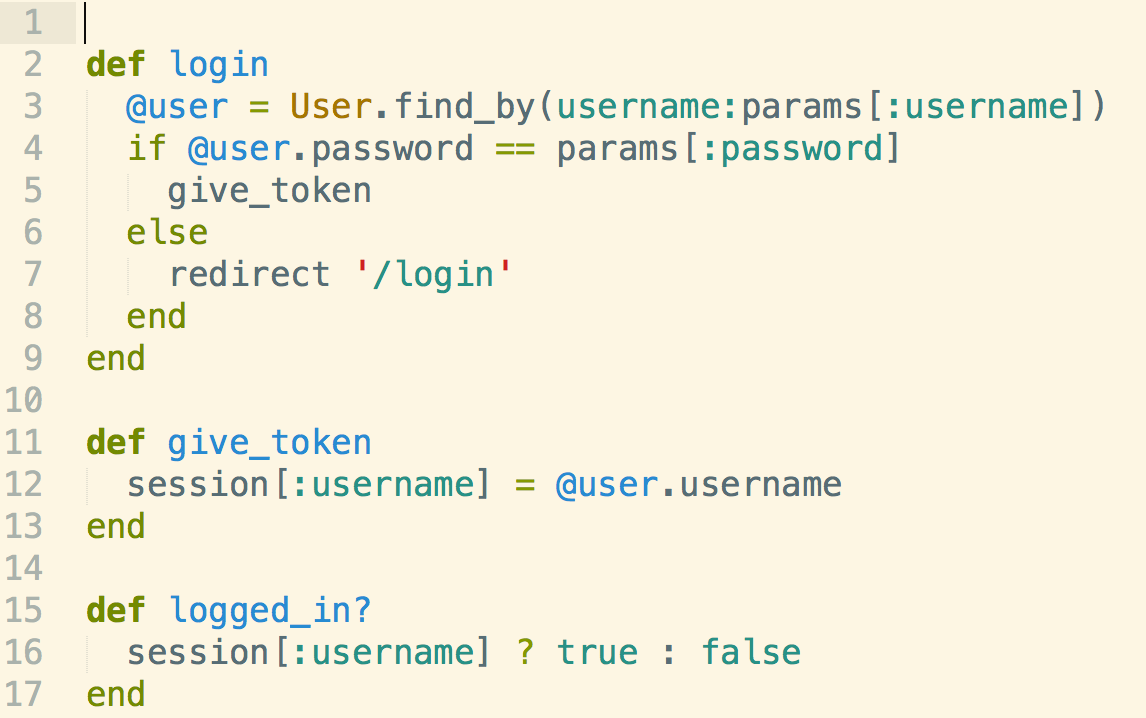 1
2 def login
3   @user = User.find_by(username:params[:username])
4   if @user.password == params[:password]
5     give_token
6   else
7     redirect '/login'
8   end
9 end
10
11 def give_token
12   session[:username] = @user.username
13 end
14
15 def logged_in?
16   session[:username] ? true : false
17 end